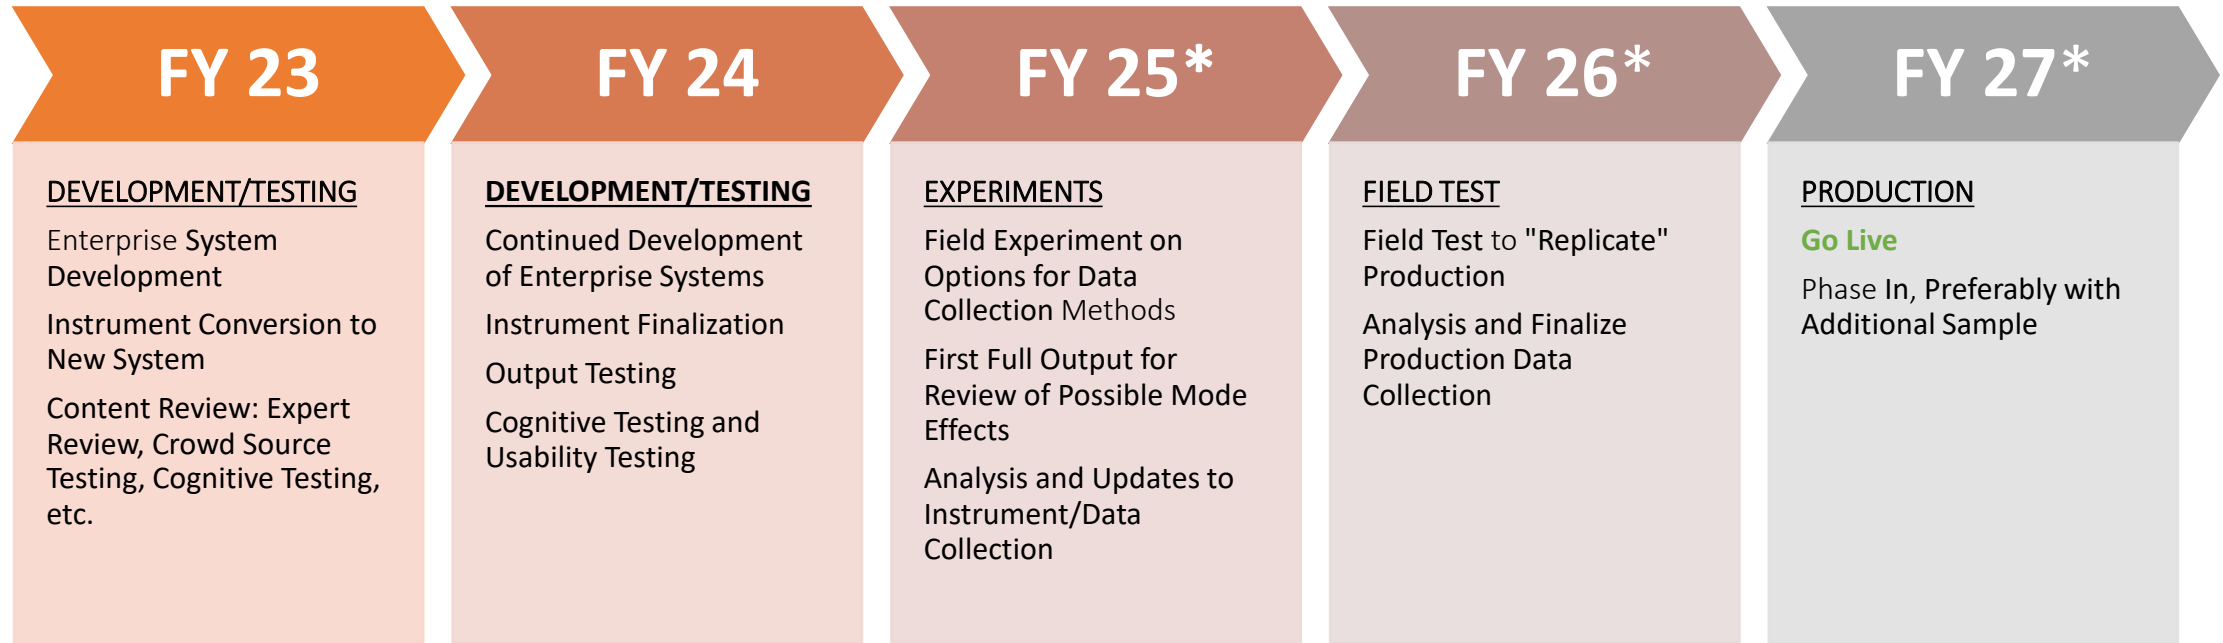 FY 23
DEVELOPMENT/TESTING
Enterprise System
Development
Instrument Conversion to
New System
Content Review: Expert
Review, Crowd Source
Testing, Cognitive Testing,
etc.
FY 24
DEVELOPMENT/TESTING
Continued Development
of Enterprise Systems
Instrument Finalization
Output Testing
Cognitive Testing and
Usability Testing
FY 25*
EXPERIMENTS
Field Experiment on
Options for Data
Collection Methods
First Full Output for
Review of Possible Mode
Effects
Analysis and Updates to
Instrument/Data
Collection
FY 26*
FIELD TEST
Field Test to "Replicate"
Production
Analysis and Finalize
Production Data
Collection
FY 27*
PRODUCTION
Go Live
Phase In, Preferably with
Additional Sample